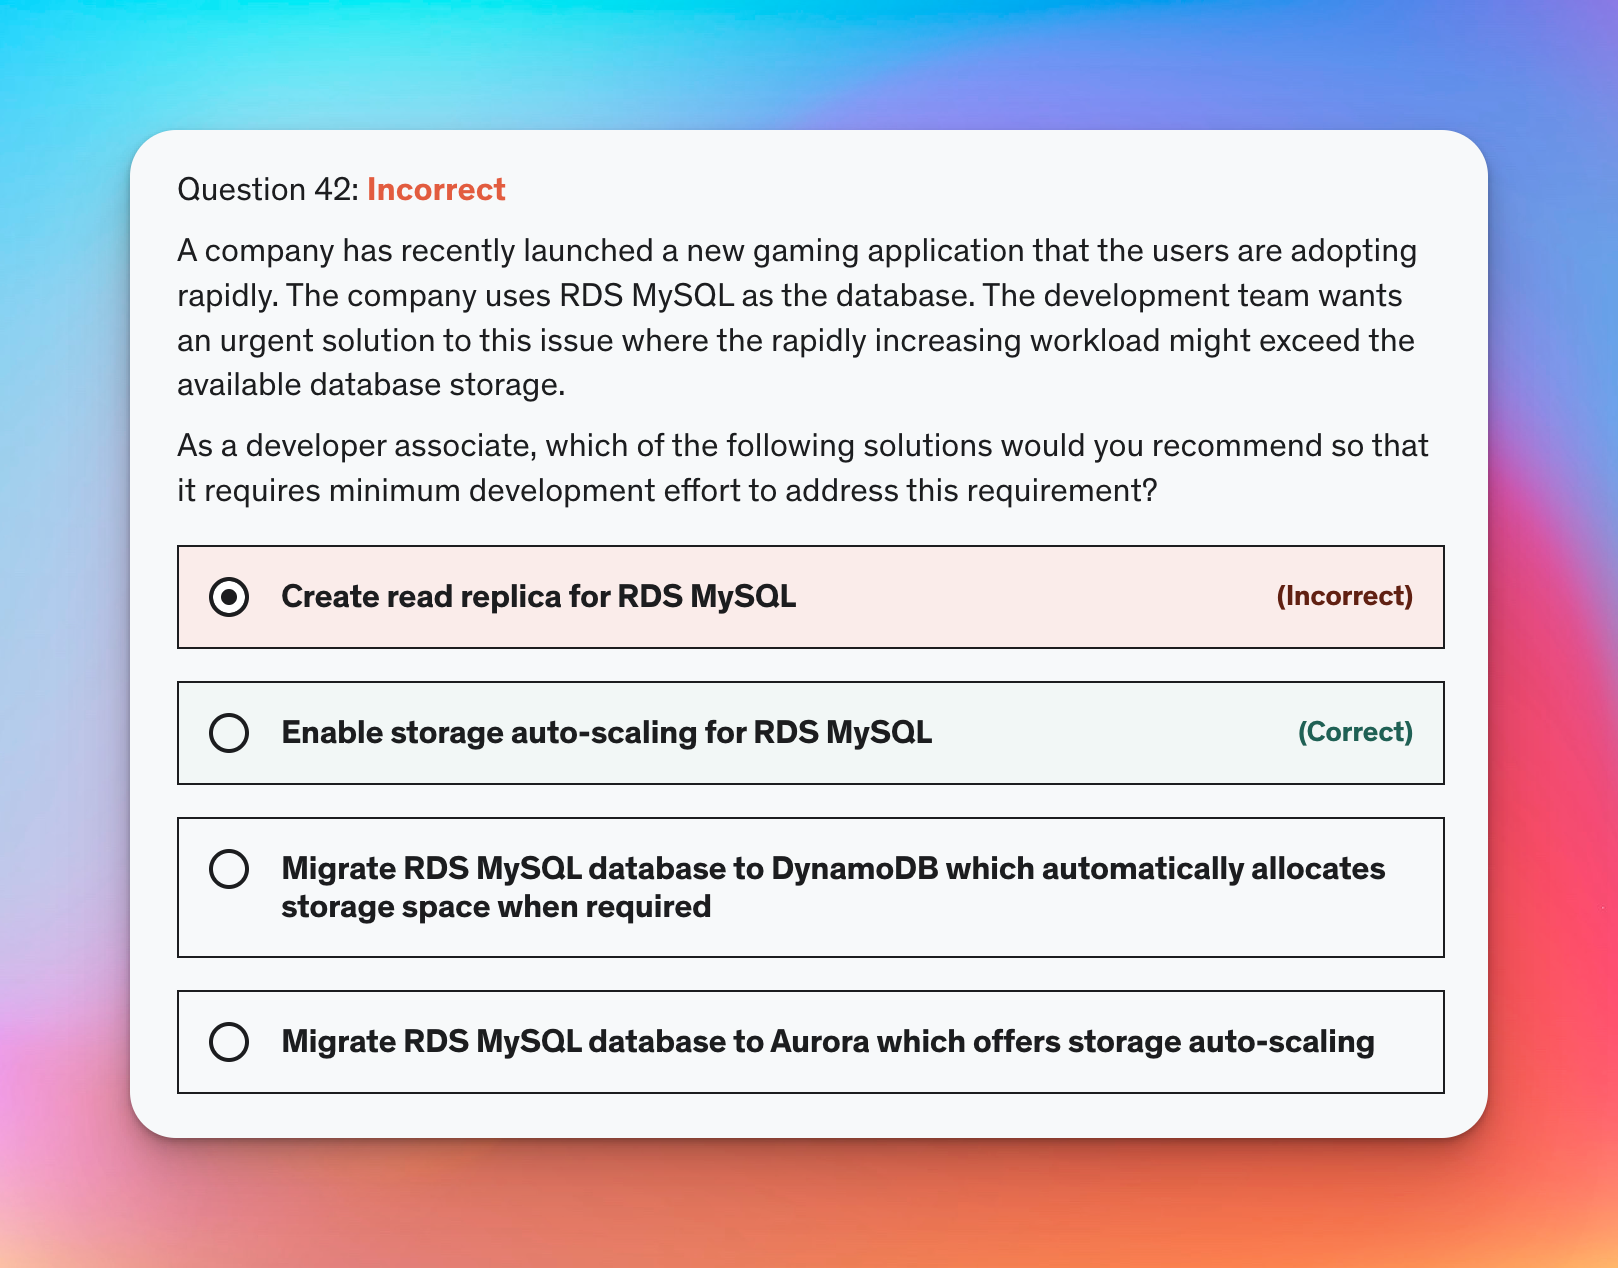 Question 42: Incorrect
A company has recently launched a new gaming application that the users are adopting
rapidly. The company uses RDS MySQL as the database. The development team wants
an urgent solution to this issue where the rapidly increasing workload might exceed the
available database storage.
As a developer associate, which of the following solutions would you recommend so that
it requires minimum development effort to address this requirement?
Create read replica for RDS MySQL (Incorrect)
Enable storage auto-scaling for RDS MySQL (Correct)
Migrate RDS MySQL database to DynamoDB which automatically allocates
storage space when required
Migrate RDS MySQL database to Aurora which offers storage auto-scaling